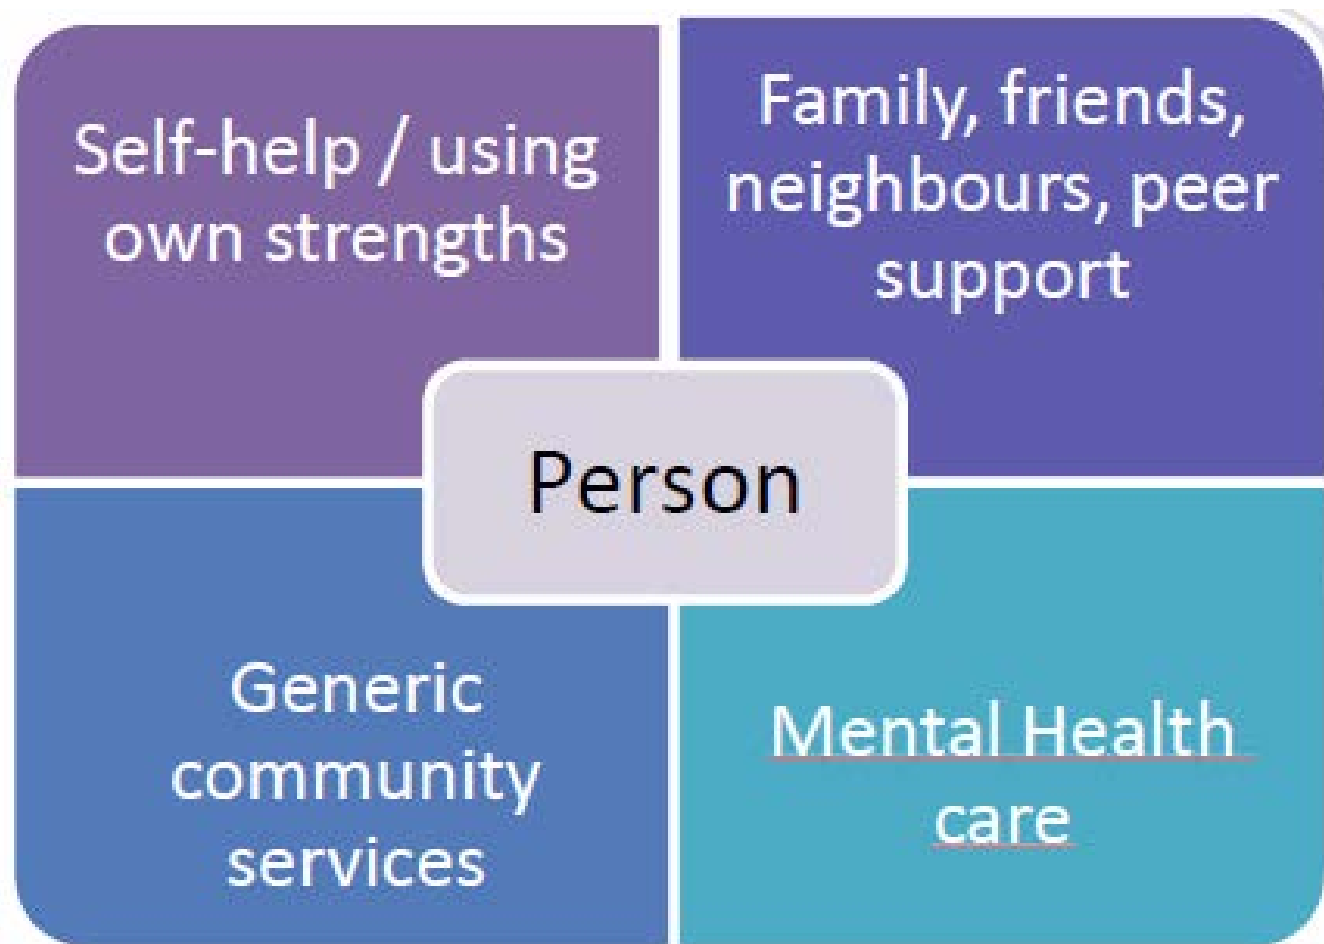 Self-help / using
own strengths
Family, friends,
neighbours, peer
support
Person
Generic
community
services
Mental Health
care